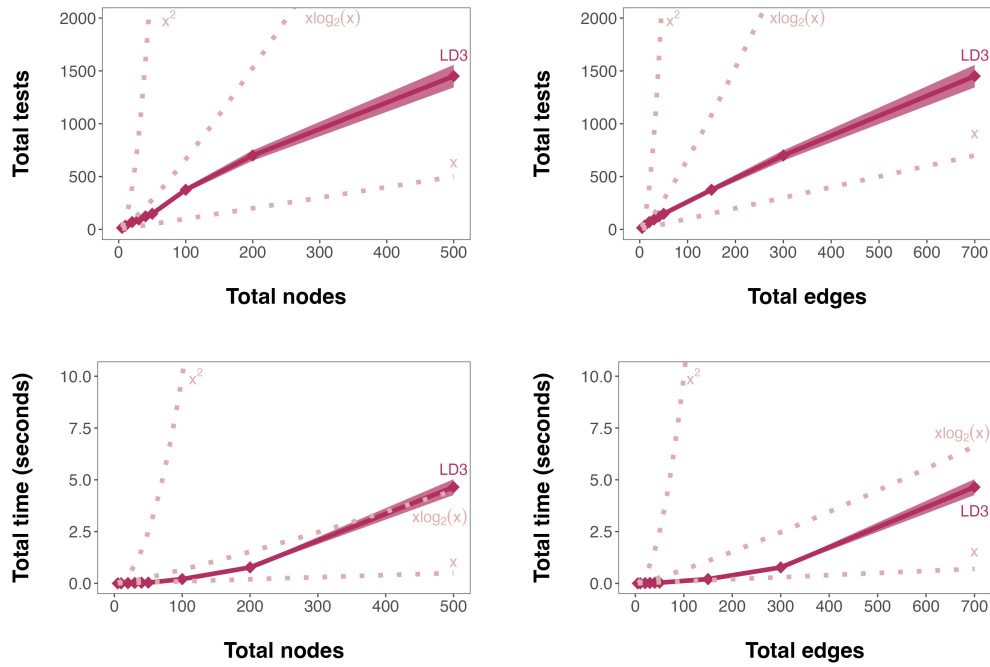 2000
1500
1000
500
0
Total tests
x²
xlog₂(x)
LD3
x
0 100 200 300 400 500
Total nodes
2000
1500
1000
500
0
Total tests
x²
xlog₂(x)
LD3
x
0 100 200 300 400 500 600 700
Total edges
10.0
7.5
5.0
2.5
0.0
Total time (seconds)
x²
LD3
xlog₂(x)
x
0 100 200 300 400 500
Total nodes
10.0
7.5
5.0
2.5
0.0
Total time (seconds)
x²
xlog₂(x)
LD3
x
0 100 200 300 400 500 600 700
Total edges